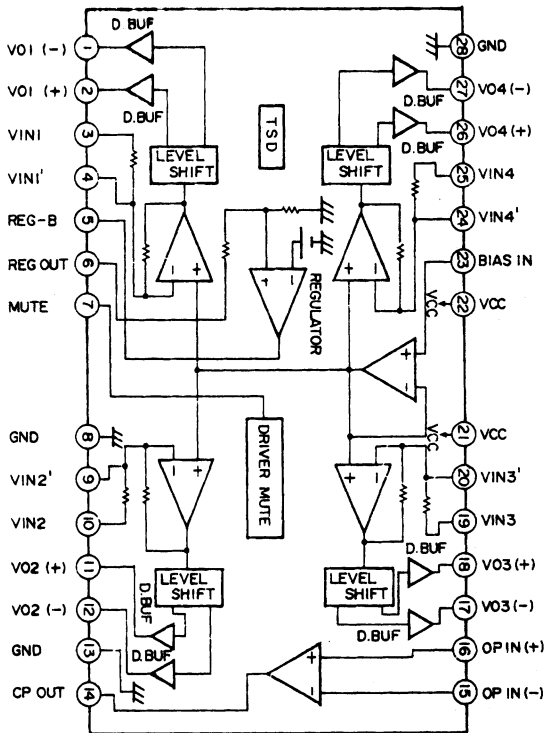 VO1 (-)
1
D.BUF
VO1 (+)
2
D.BUF
VIN1
3
VIN1'
4
LEVEL
SHIFT
REG-B
5
REG OUT
6
MUTE
7
TSD
- +
+ -
REGULATOR
28
GND
27
VO4(-)
D.BUF
26
VO4(+)
D.BUF
25
VIN4
LEVEL
SHIFT
24
VIN4'
23
BIAS IN
+ -
VCC
22
VCC
+
-
GND
8
VIN2'
9
VIN2
10
- +
VO2 (+)
11
LEVEL
SHIFT
D.BUF
VO2 (-)
12
D.BUF
GND
13
CP OUT
14
DRIVER MUTE
VCC
21
VCC
20
VIN3'
+ -
19
VIN3
D.BUF
18
VO3(+)
LEVEL
SHIFT
17
VO3(-)
D.BUF
16
OP IN(+)
+
-
15
OP IN(-)